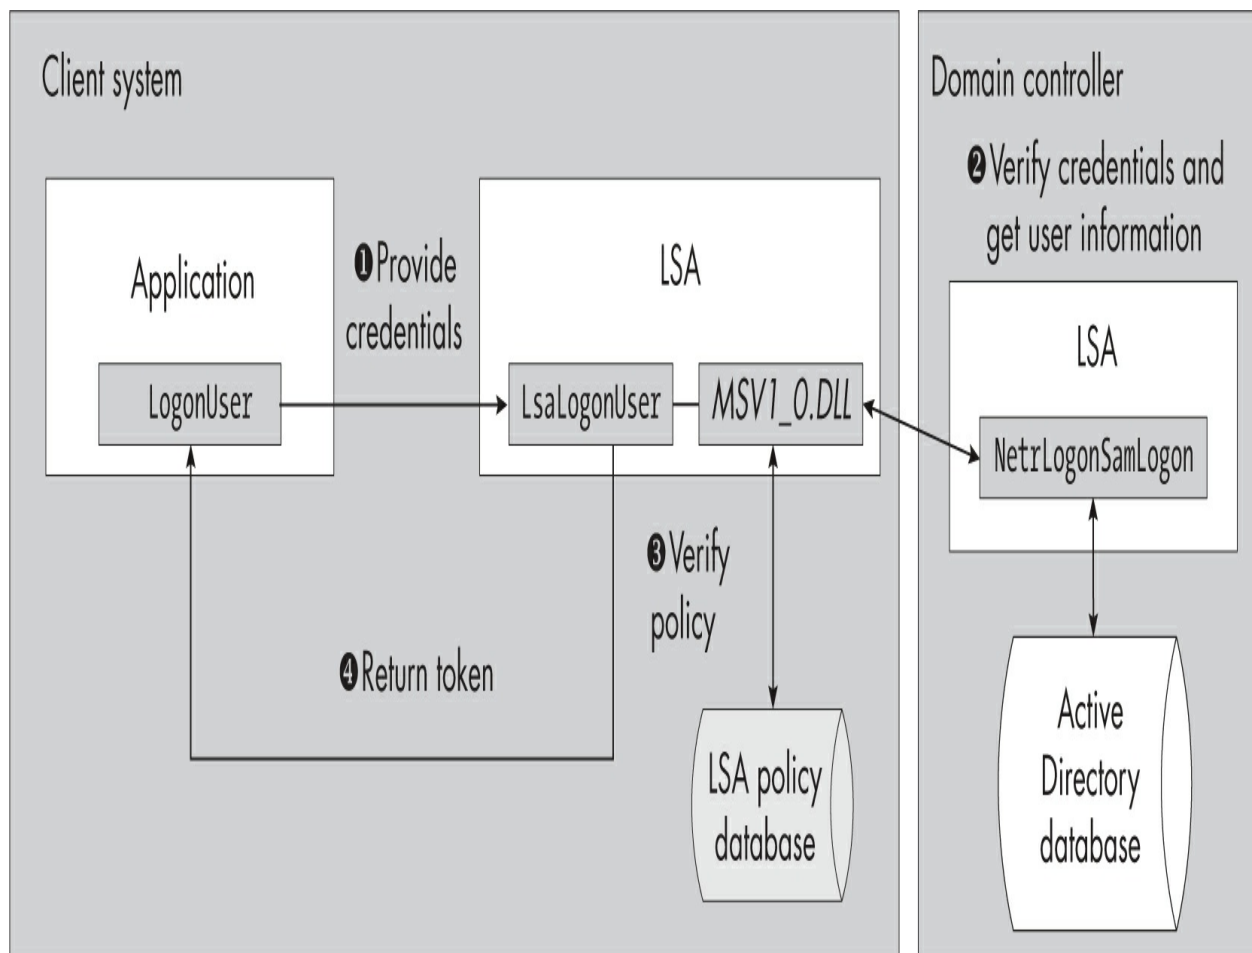 Client system
Application
LogonUser
❶ Provide
credentials
LSA
LsaLogonUser
MSV1_0.DLL
❸ Verify
policy
❹ Return token
LSA policy
database
Domain controller
❷ Verify credentials and
get user information
LSA
NetrLogonSamLogon
Active
Directory
database